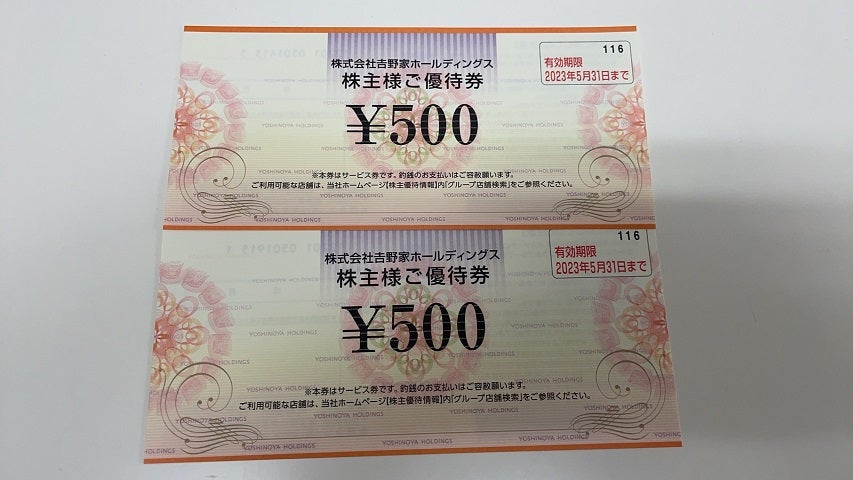 株式会社吉野家ホールディングス
株主様ご優待券
¥500
116
有効期限
2023年5月31日まで
※本券はサービス券です。釣銭のお支払いはご容赦願います。
ご利用可能な店舗は、当社ホームページ[株主優待情報]内「グループ店舗検索」をご参照ください。
YOSHINOYA HOLDINGS
株式会社吉野家ホールディングス
株主様ご優待券
¥500
116
有効期限
2023年5月31日まで
※本券はサービス券です。釣銭のお支払いはご容赦願います。
ご利用可能な店舗は、当社ホームページ[株主優待情報]内「グループ店舗検索」をご参照ください。
YOSHINOYA HOLDINGS